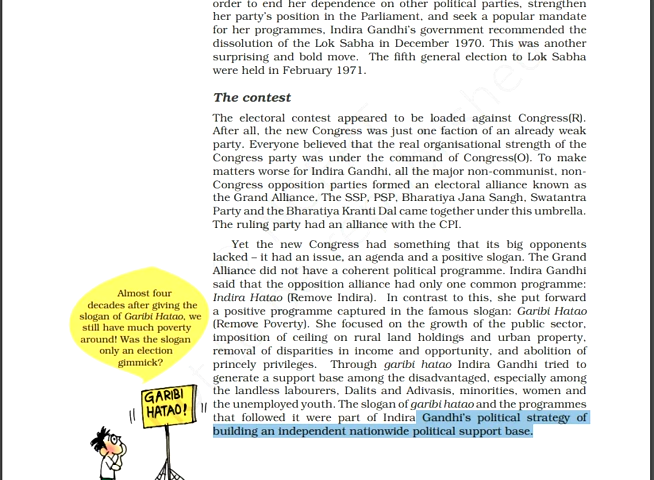 order to end her dependence on other political parties, strengthen
her party's position in the Parliament, and seek a popular mandate
for her programmes, Indira Gandhi's government recommended the
dissolution of the Lok Sabha in December 1970. This was another
surprising and bold move. The fifth general election to Lok Sabha
were held in February 1971.
The contest
The electoral contest appeared to be loaded against Congress(R).
After all, the new Congress was just one faction of an already weak
party. Everyone believed that the real organisational strength of the
Congress party was under the command of Congress(O). To make
matters worse for Indira Gandhi, all the major non-communist, non-
Congress opposition parties formed an electoral alliance known as
the Grand Alliance. The SSP, PSP, Bharatiya Jana Sangh, Swatantra
Party and the Bharatiya Kranti Dal came together under this umbrella.
The ruling party had an alliance with the CPI.
Yet the new Congress had something that its big opponents
lacked – it had an issue, an agenda and a positive slogan. The Grand
Alliance did not have a coherent political programme. Indira Gandhi
said that the opposition alliance had only one common programme:
Indira Hatao (Remove Indira). In contrast to this, she put forward
a positive programme captured in the famous slogan: Garibi Hatao
(Remove Poverty). She focused on the growth of the public sector,
imposition of ceiling on rural land holdings and urban property,
removal of disparities in income and opportunity, and abolition of
princely privileges. Through garibi hatao Indira Gandhi tried to
generate a support base among the disadvantaged, especially among
the landless labourers, Dalits and Adivasis, minorities, women and
the unemployed youth. The slogan of garibi hatao and the programmes
that followed it were part of Indira Gandhi's political strategy of
building an independent nationwide political support base.
Almost four
decades after giving the
slogan of Garibi Hatao, we
still have much poverty
around! Was the slogan
only an election
gimmick?
GARIBI
HATAO!